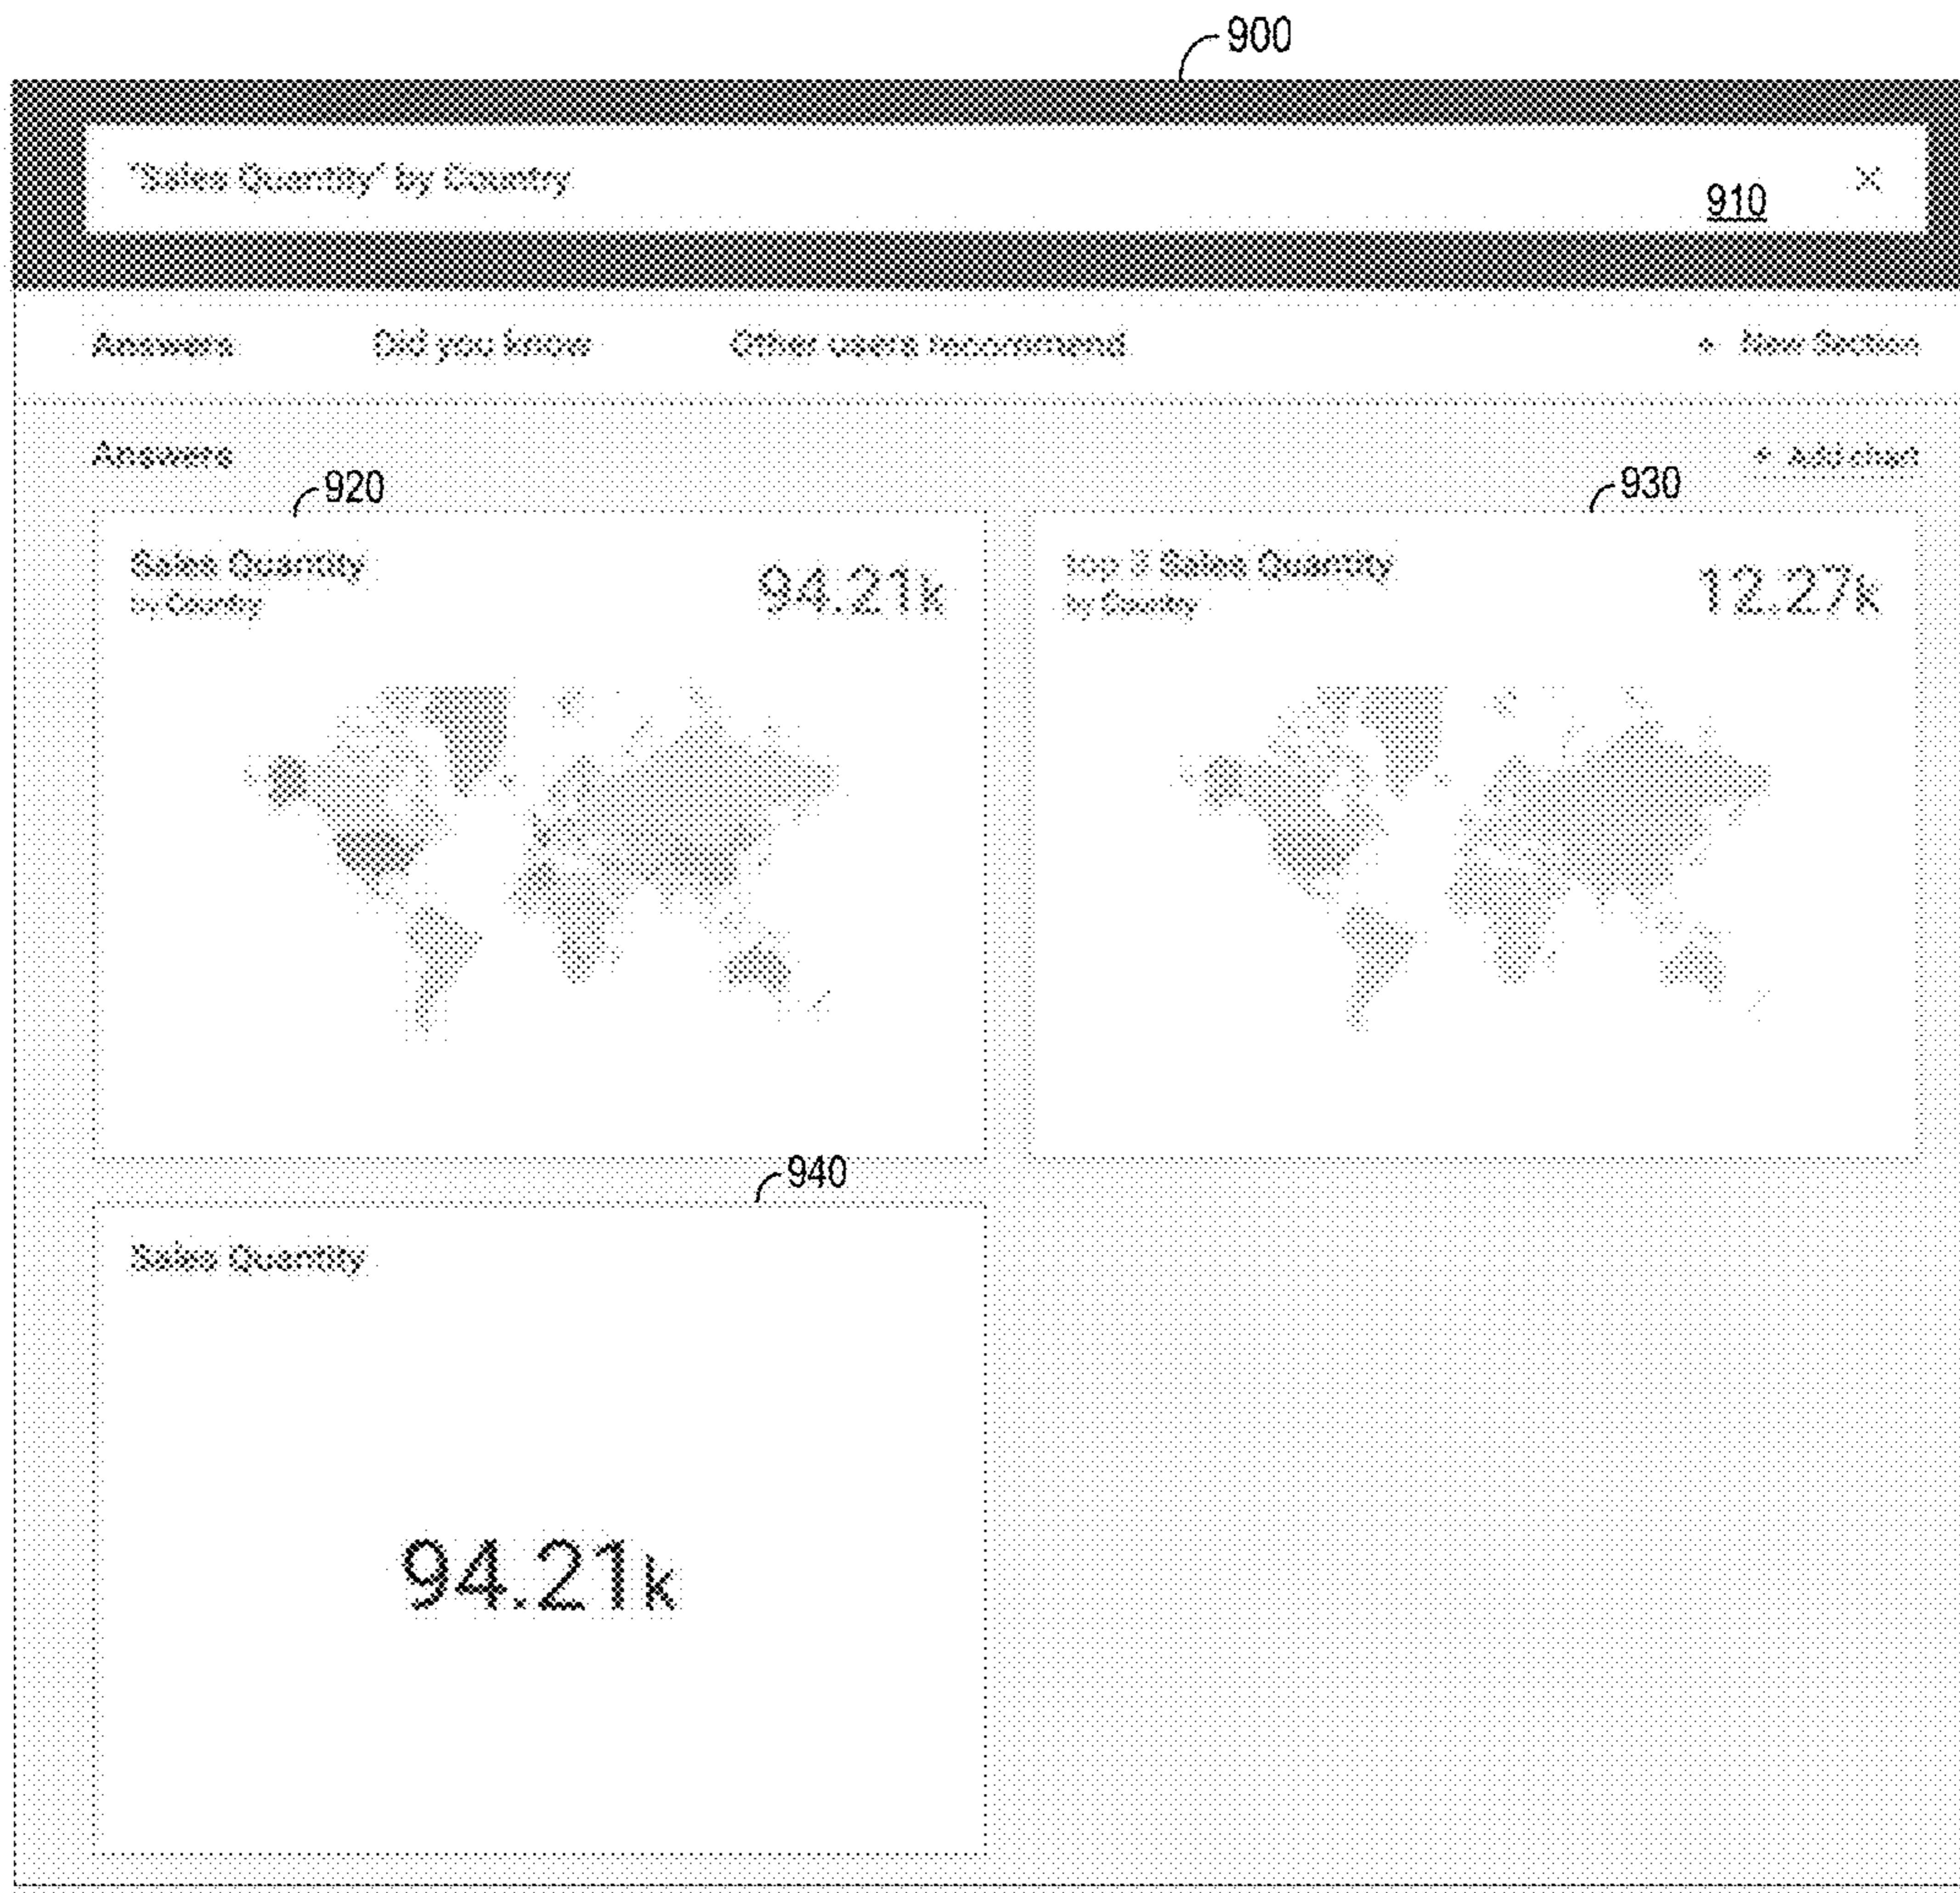 900
"Sales Quantity" by Country
910
×
Answers Did you know Other users recommend + New Section
Answers + Add chart
920
930
Sales Quantity 94.21k
by Country
top 3 Sales Quantity 12.27k
by Country
940
Sales Quantity
94.21k